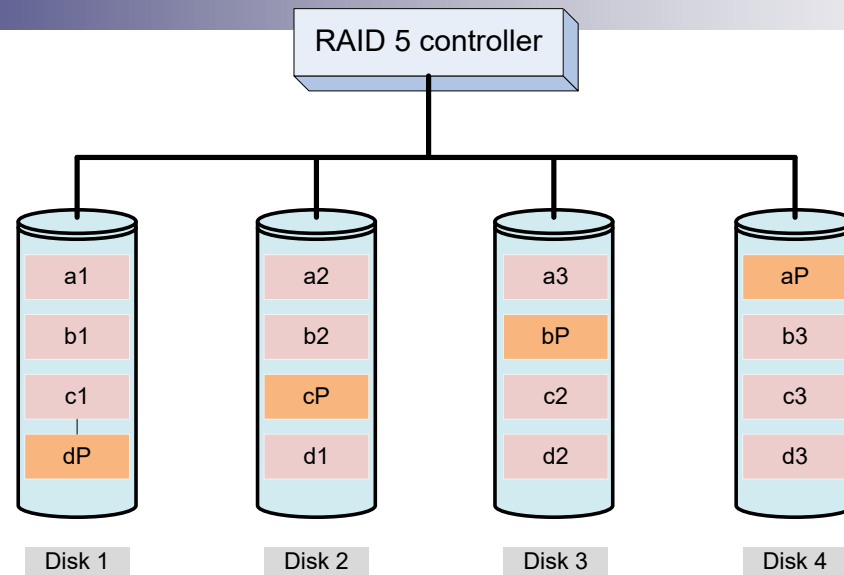 RAID 5 controller
a1 a2 a3 aP
b1 b2 bP b3
c1 cP c2 c3
dP d1 d2 d3
Disk 1 Disk 2 Disk 3 Disk 4